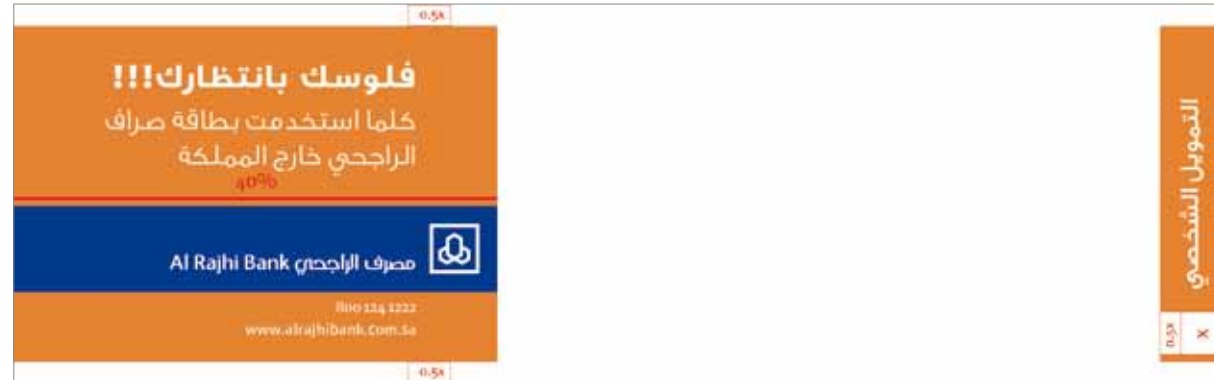 0.5x
فلوسك بانتظارك!!!
كلما استخدمت بطاقة صراف
الراجحي خارج المملكة
40%
مصرف الراجحي Al Rajhi Bank
124 1222
www.alrajhibank.com.sa
0.5x
التمويل الشخصي
0.5x
X